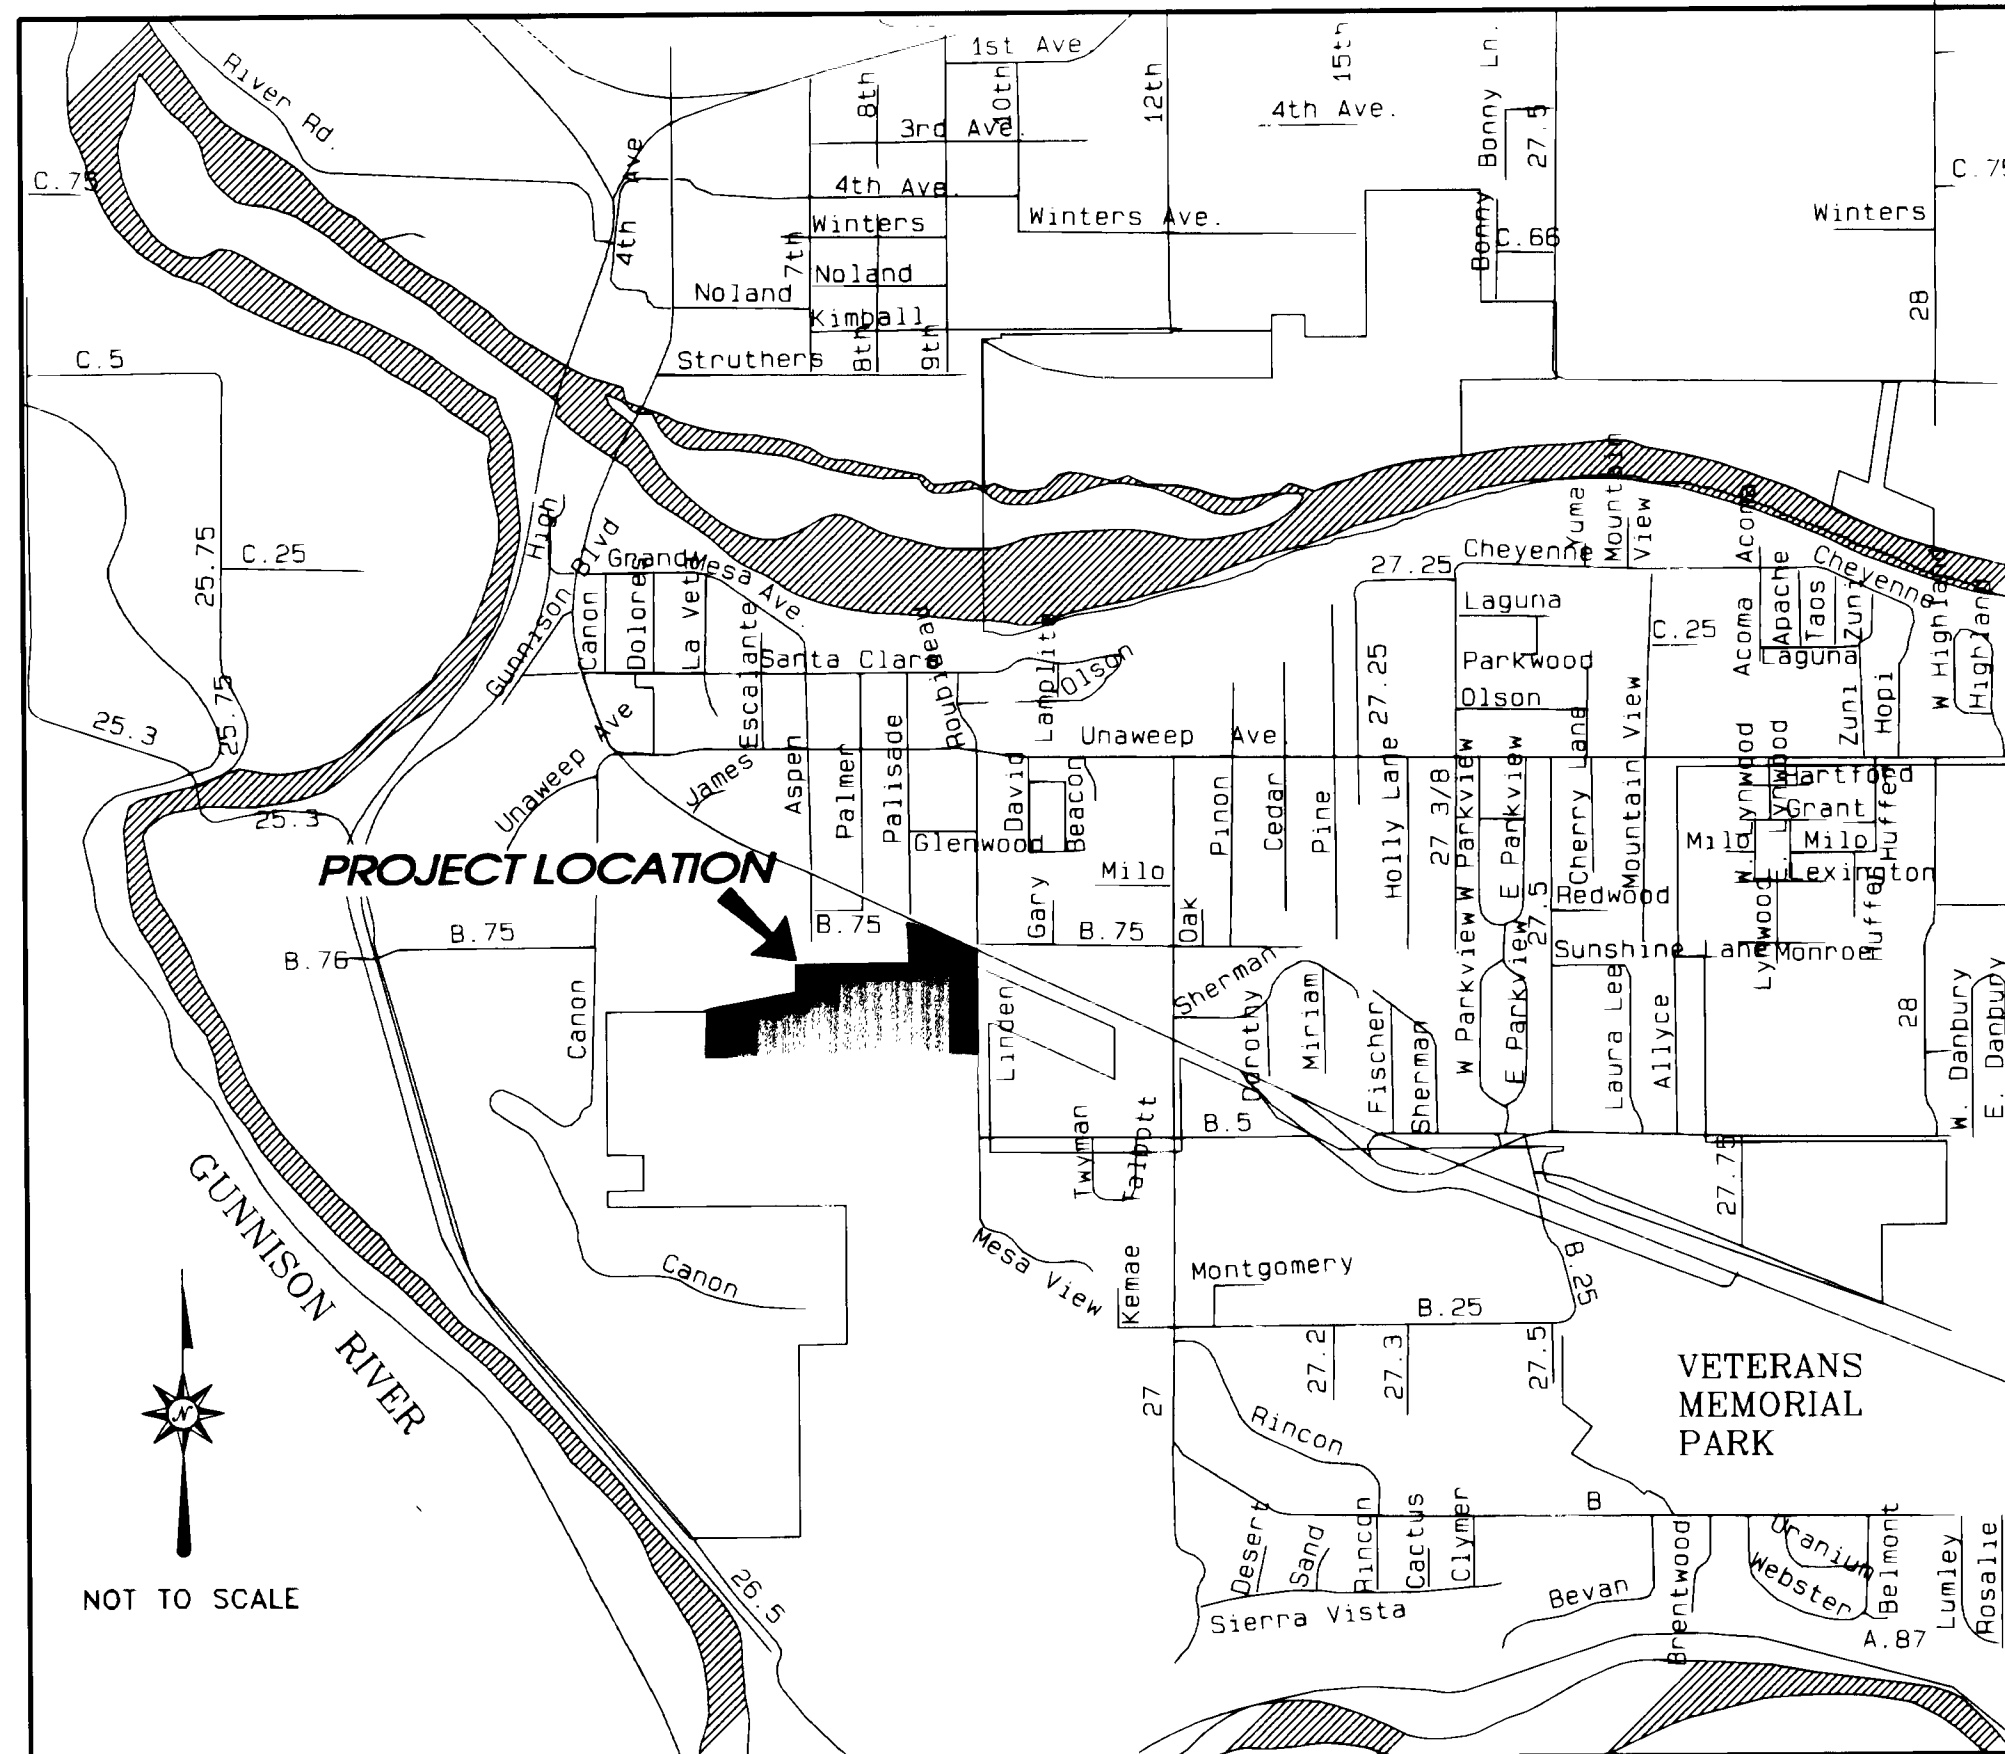 1st Ave
15th
Bonny Ln.
River Rd.
8th
10th
12th
4th Ave.
27.5
3rd Ave.
4th Ave
C.75
4th Ave.
C.75
Winters
Winters Ave.
Winters
Bonny
C.66
7th
Noland
Noland
28
Kimball
Struthers
8th
9th
C.5
High
Yuma
Mountain View
Acoma
25.75
C.25
Gunnison Blvd
Grand Mesa Ave.
27.25
Cheyenne
Cheyenne
Canon
Dolores
La Veta
Escalante
Roubideau
Lamplite
Laguna
C.25
Acoma
Apache
Taos
Zuni
W Highland
Highland
Santa Clara
Olson
27.25
Parkwood
Laguna
Olson
25.3
25.75
Unaweep Ave
Palisade
Unaweep Ave.
Mountain View
Zuni
Hopi
James
Aspen
Palmer
David
Beacon
Pinon
Cedar
Pine
Holly Lane
27 3/8
W Parkview
E Parkview
Cherry Lane
W. Lynwood
Lynwood
Hartford
Grant
25.3
Unaweep
Glenwood
Milo
Milo
Huffer
PROJECT LOCATION
Milo
Lexington
Gary
Oak
Redwood
27.5
Lynwood
Huffer
B.75
B.75
B.75
B.76
W Parkview
E Parkview
Sunshine Lane
Monroe
Canon
Linden
Sherman
Dorothy
Miriam
Fischer
Sherman
Laura Lee
Allyce
28
W. Danbury
E. Danbury
Twyman
Talbott
B.5
27.75
GUNNISON RIVER
Canon
Mesa View
Kemae
Montgomery
B.25
B.25
27
27.2
27.3
27.5
VETERANS
MEMORIAL
PARK
N
Rincon
B
NOT TO SCALE
26.5
Desert
Sand
Rincon
Cactus
Clymer
Sierra Vista
Bevan
Brentwood
Uranium
Webster
Belmont
Lumley
Rosalie
A.87